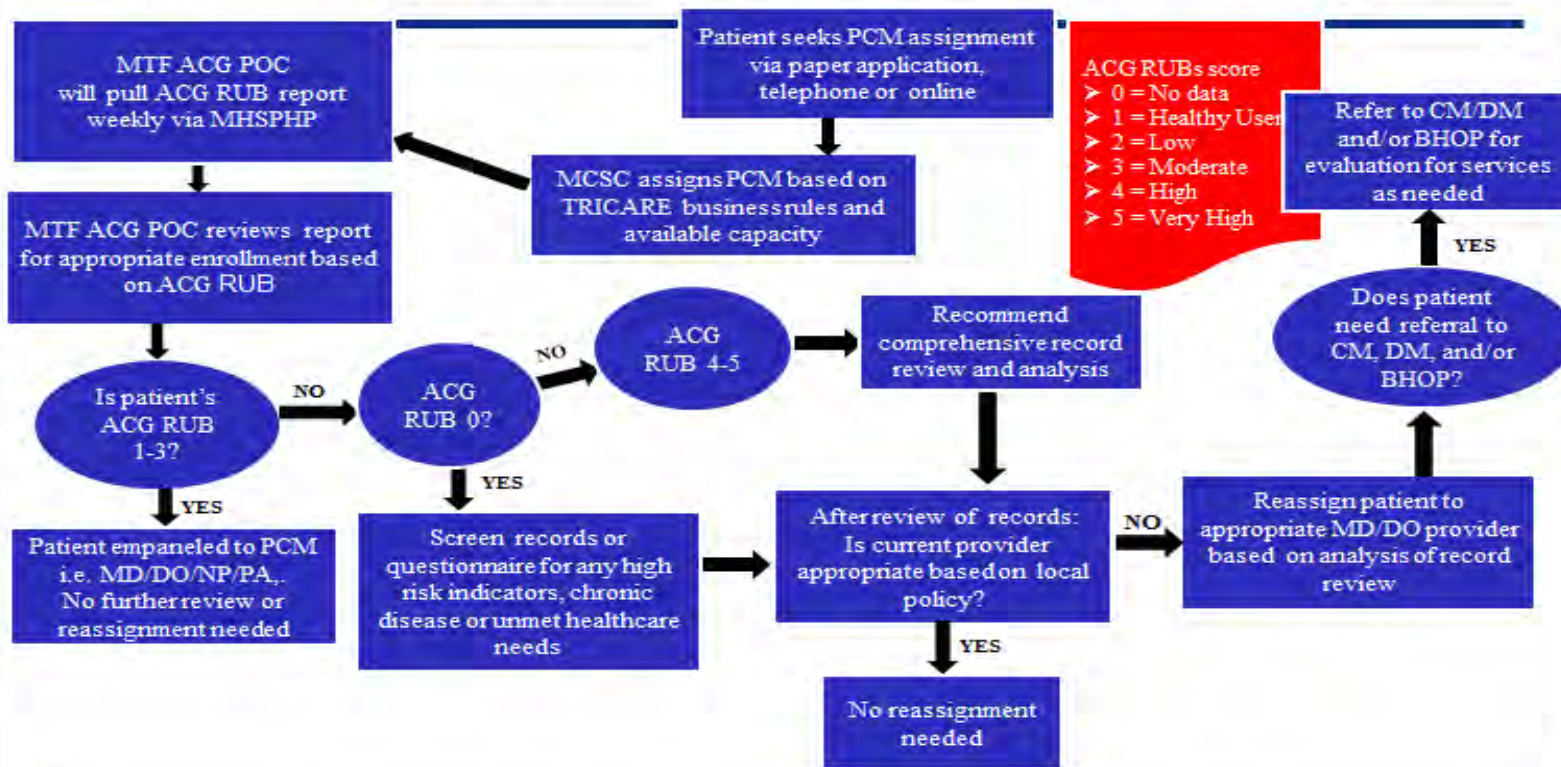 Patient seeks PCM assignment
via paper application,
telephone or online
MCSC assigns PCM based on
TRICARE business rules and
available capacity
MTF ACG POC
will pull ACG RUB report
weekly via MHSPHP
MTF ACG POC reviews report
for appropriate enrollment based
on ACG RUB
Is patient's
ACG RUB
1-3?
YES
Patient empaneled to PCM
i.e. MD/DO/NP/PA,.
No further review or
reassignment needed
NO
ACG
RUB 0?
YES
Screen records or
questionnaire for any high
risk indicators, chronic
disease or unmet healthcare
needs
NO
ACG
RUB 4-5
Recommend
comprehensive record
review and analysis
After review of records:
Is current provider
appropriate based on local
policy?
YES
No reassignment
needed
NO
Reassign patient to
appropriate MD/DO provider
based on analysis of record
review
Does patient
need referral to
CM, DM, and/or
BHOP?
YES
Refer to CM/DM
and/or BHOP for
evaluation for services
as needed
ACG RUBs score
➢ 0 = No data
➢ 1 = Healthy User
➢ 2 = Low
➢ 3 = Moderate
➢ 4 = High
➢ 5 = Very High